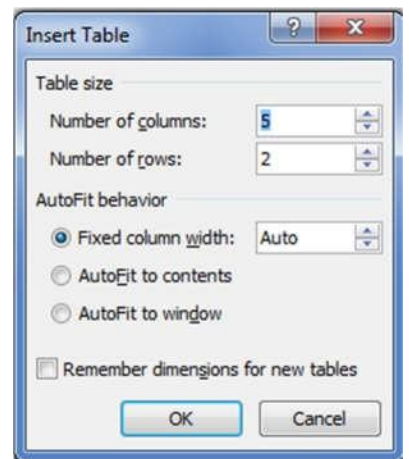 Insert Table
Table size
Number of columns: 5
Number of rows: 2
AutoFit behavior
Fixed column width: Auto
AutoFit to contents
AutoFit to window
Remember dimensions for new tables
OK Cancel